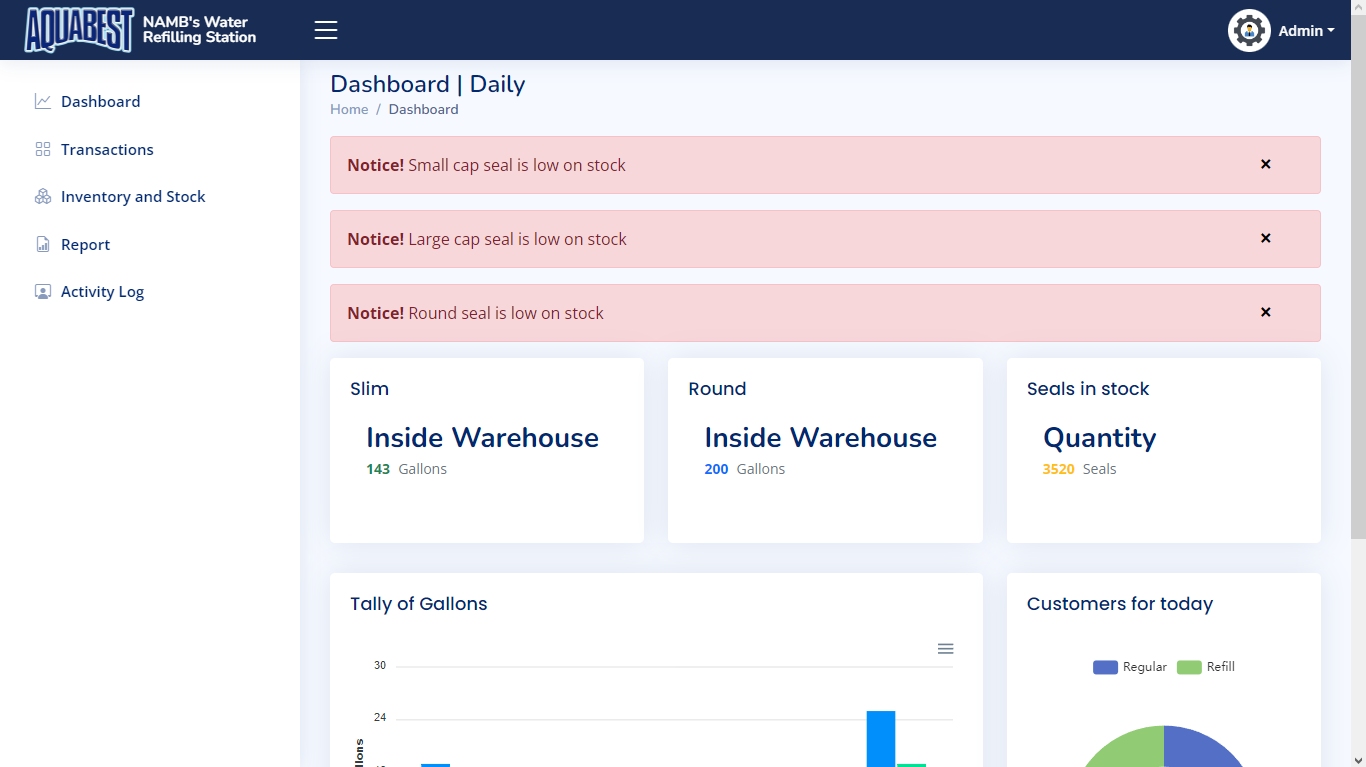 AQUABEST
NAMB's Water
Refilling Station
Admin
Dashboard
Transactions
Inventory and Stock
Report
Activity Log
Dashboard | Daily
Home / Dashboard
Notice! Small cap seal is low on stock
×
Notice! Large cap seal is low on stock
×
Notice! Round seal is low on stock
×
Slim
Inside Warehouse
143 Gallons
Round
Inside Warehouse
200 Gallons
Seals in stock
Quantity
3520 Seals
Tally of Gallons
30
24
Customers for today
Regular
Refill